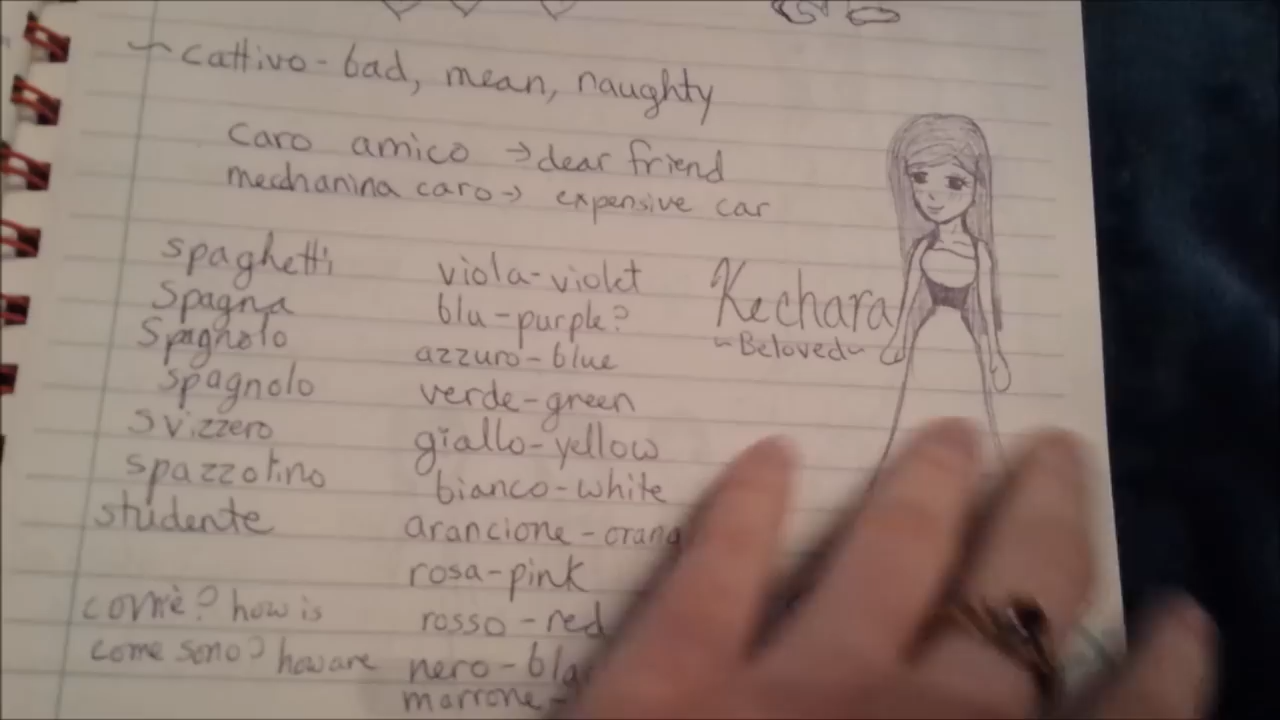 ~ cattivo - bad, mean, naughty
caro amico → dear friend
mechanina caro → expensive car
spaghetti
Spagna
Spagnolo
spagnolo
svizzero
spazzolino
studente
com'è? how is
come sono? how are
viola - violet
blu - purple?
azzuro - blue
verde - green
giallo - yellow
bianco - white
arancione - orang
rosa - pink
rosso - red
nero - bla
marrone -
Kechara
~Beloved~